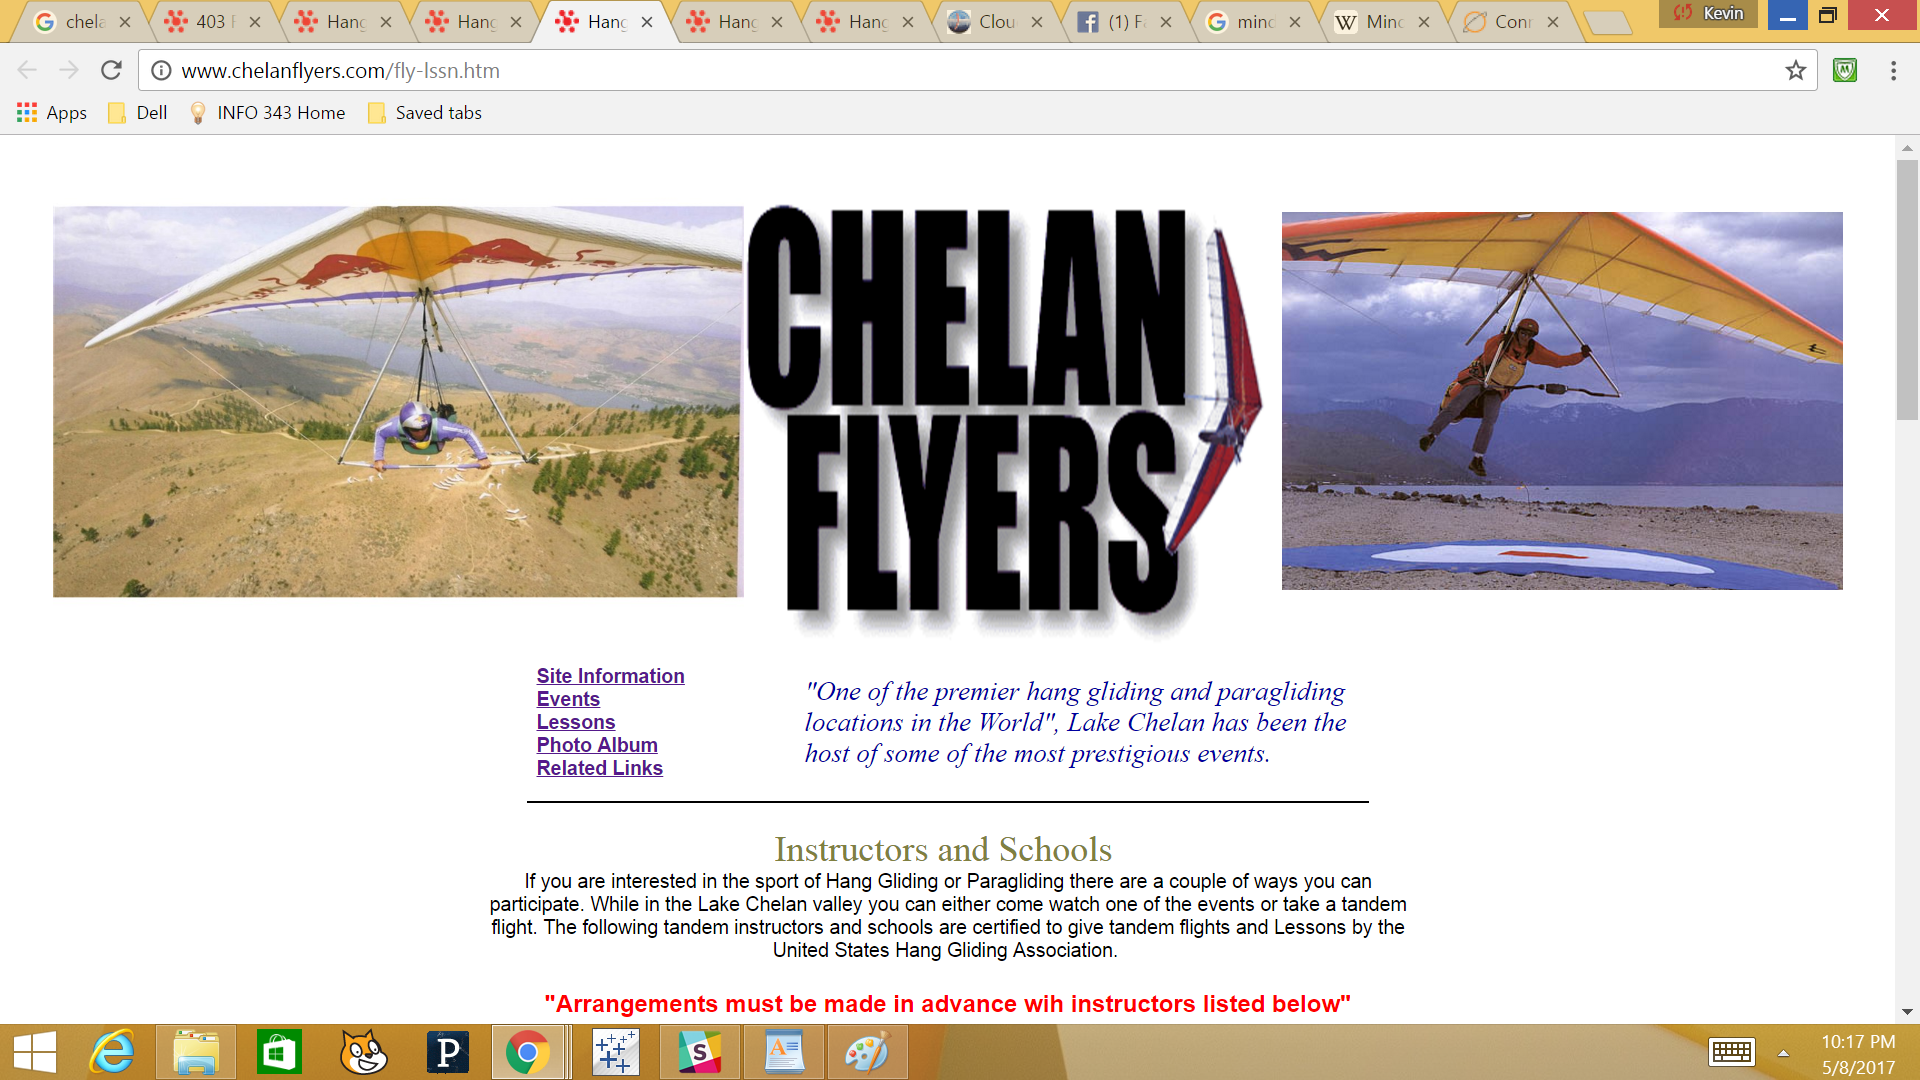 chela
403 F
Hang
Hang
Hang
Hang
Hang
Clou
(1) Fa
mind
Minc
Conn
Kevin
www.chelanflyers.com/fly-lssn.htm
Apps
Dell
INFO 343 Home
Saved tabs
CHELAN
FLYERS
Site Information
Events
Lessons
Photo Album
Related Links
"One of the premier hang gliding and paragliding
locations in the World", Lake Chelan has been the
host of some of the most prestigious events.
Instructors and Schools
If you are interested in the sport of Hang Gliding or Paragliding there are a couple of ways you can
participate. While in the Lake Chelan valley you can either come watch one of the events or take a tandem
flight. The following tandem instructors and schools are certified to give tandem flights and Lessons by the
United States Hang Gliding Association.
"Arrangements must be made in advance wih instructors listed below"
10:17 PM
5/8/2017